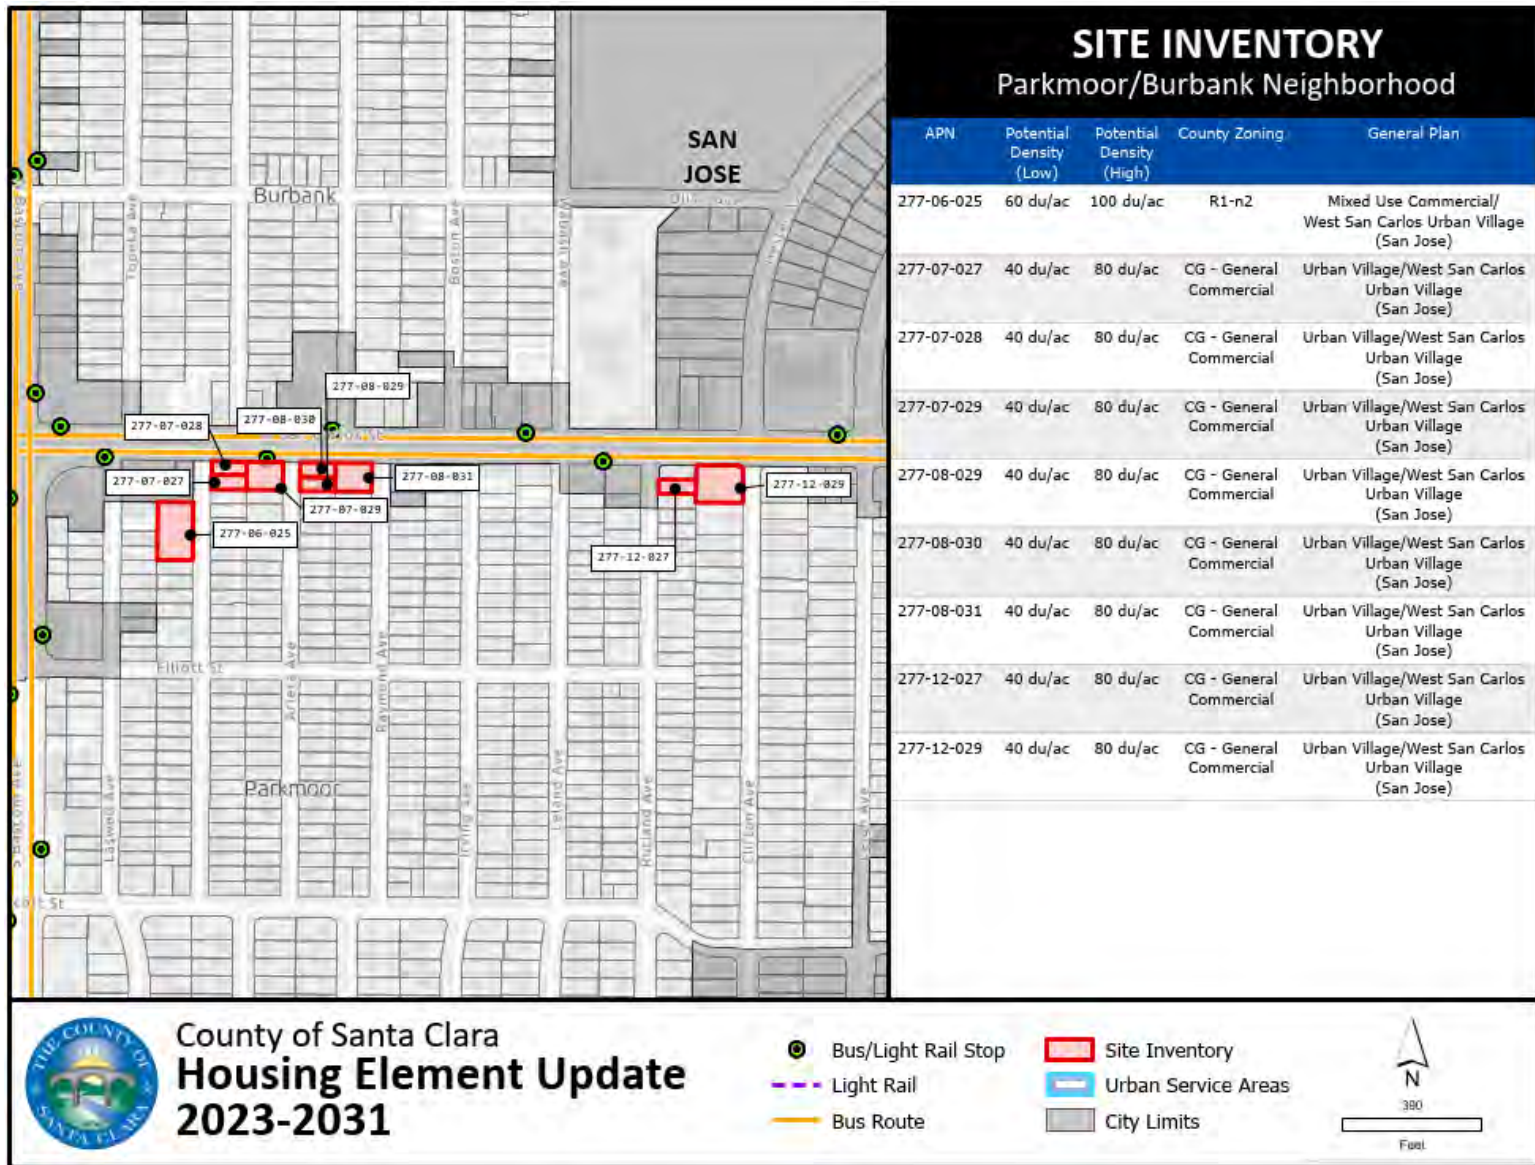 SITE INVENTORY
Parkmoor/Burbank Neighborhood
APN Potential Density (Low) Potential Density (High) County Zoning General Plan
277-06-025 60 du/ac 100 du/ac R1-n2 Mixed Use Commercial/
West San Carlos Urban Village
(San Jose)
277-07-027 40 du/ac 80 du/ac CG - General Commercial Urban Village/West San Carlos
Urban Village
(San Jose)
277-07-028 40 du/ac 80 du/ac CG - General Commercial Urban Village/West San Carlos
Urban Village
(San Jose)
277-07-029 40 du/ac 80 du/ac CG - General Commercial Urban Village/West San Carlos
Urban Village
(San Jose)
277-08-029 40 du/ac 80 du/ac CG - General Commercial Urban Village/West San Carlos
Urban Village
(San Jose)
277-08-030 40 du/ac 80 du/ac CG - General Commercial Urban Village/West San Carlos
Urban Village
(San Jose)
277-08-031 40 du/ac 80 du/ac CG - General Commercial Urban Village/West San Carlos
Urban Village
(San Jose)
277-12-027 40 du/ac 80 du/ac CG - General Commercial Urban Village/West San Carlos
Urban Village
(San Jose)
277-12-029 40 du/ac 80 du/ac CG - General Commercial Urban Village/West San Carlos
Urban Village
(San Jose)
SAN
JOSE
Burbank
Topeka Ave
Boston Ave
Wabash Ave
277-08-029
277-08-030
277-07-028
277-07-027
277-08-031
277-07-029
277-06-025
277-12-029
277-12-027
Elliott St
Arleta Ave
Raymond Ave
Parkmoor
S Bascom Ave
Laswell Ave
Irving Ave
Leland Ave
Rutland Ave
Clifton Ave
Leigh Ave
THE COUNTY OF SANTA CLARA
County of Santa Clara
Housing Element Update
2023-2031
Bus/Light Rail Stop
Light Rail
Bus Route
Site Inventory
Urban Service Areas
City Limits
N
380
Feet